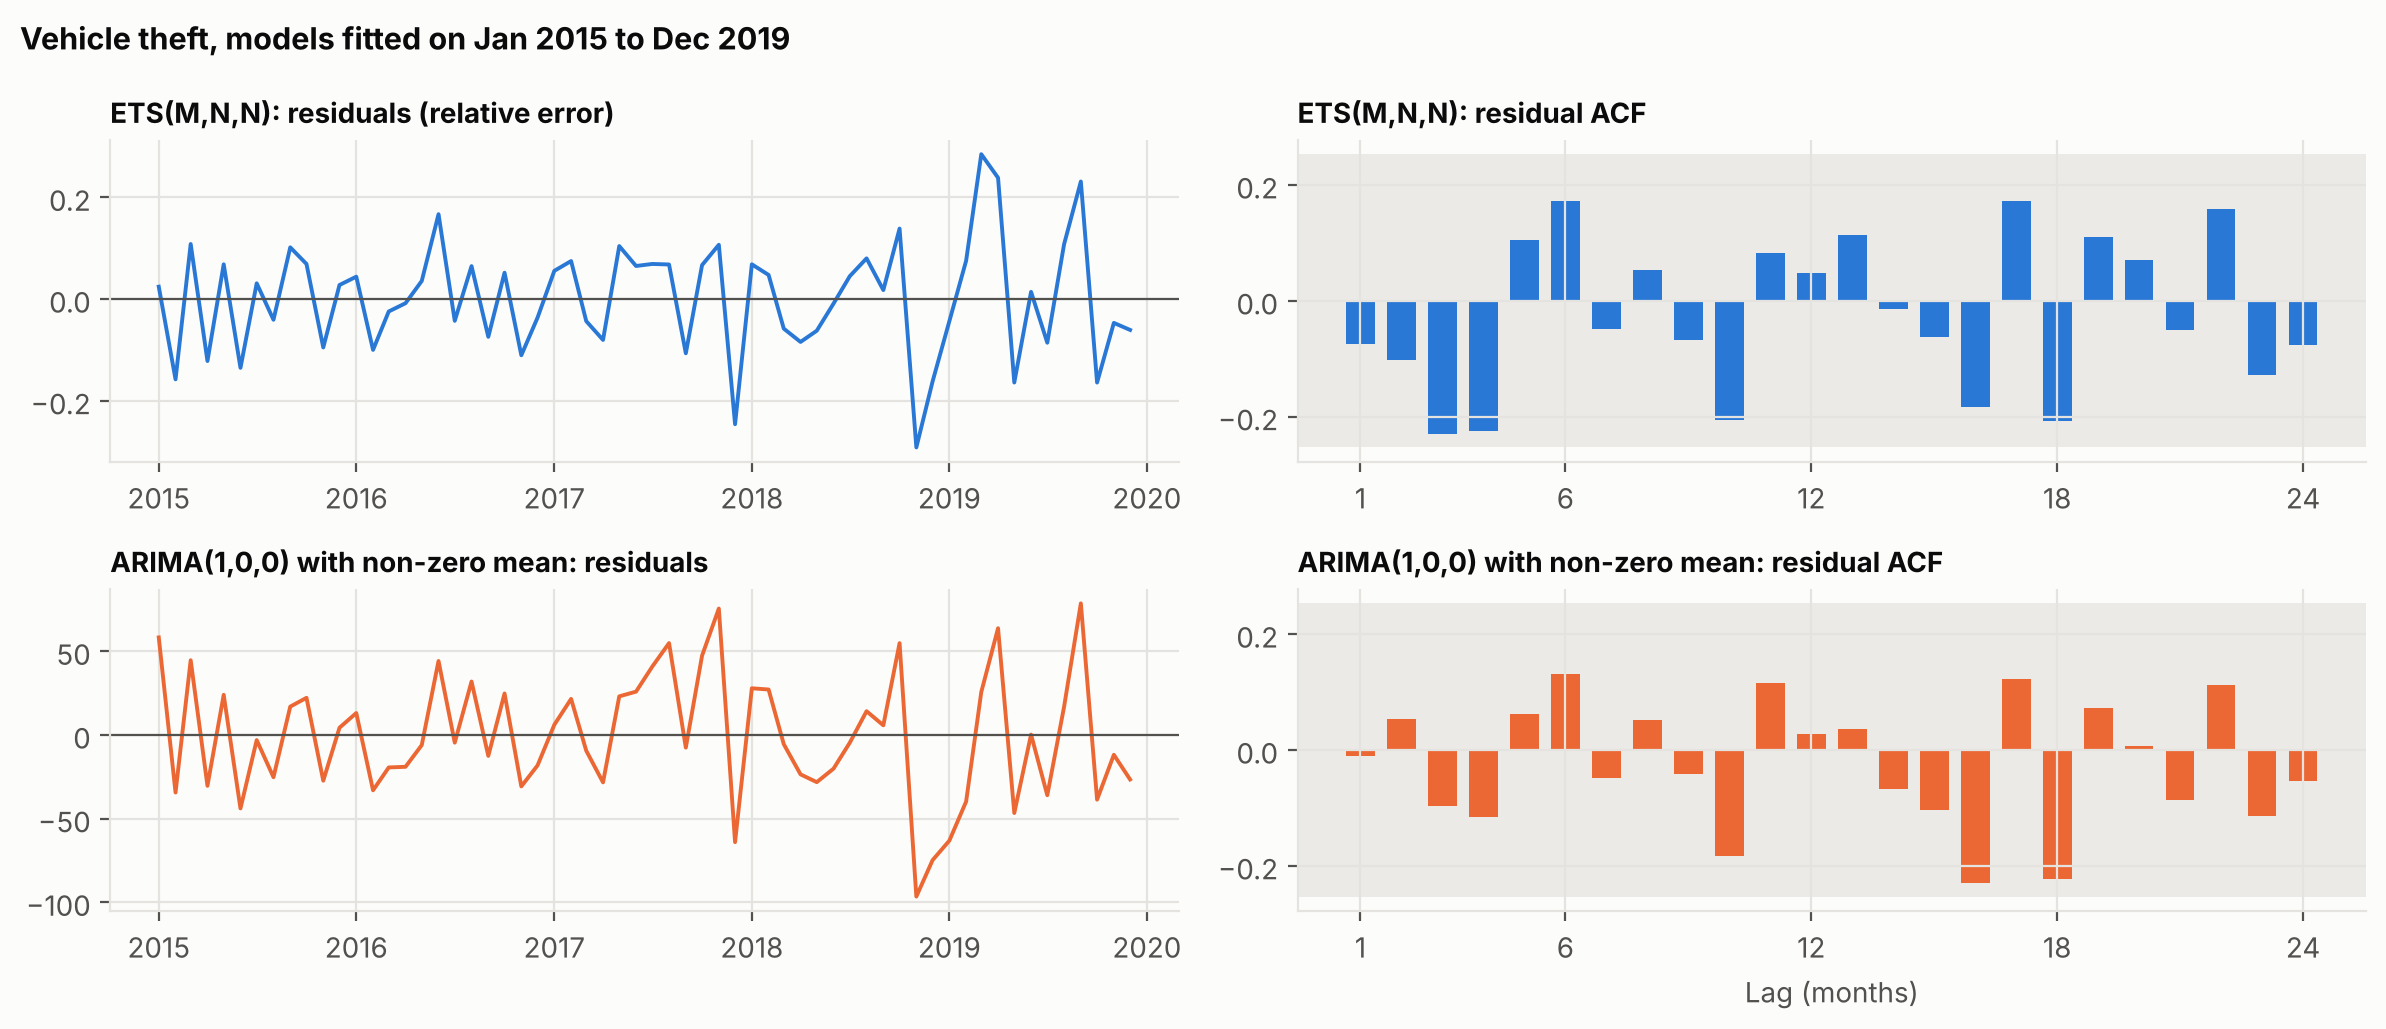 Vehicle theft, models fitted on Jan 2015 to Dec 2019
ETS(M,N,N): residuals (relative error)
0.2
0.0
−0.2
2015 2016 2017 2018 2019 2020
ETS(M,N,N): residual ACF
0.2
0.0
−0.2
1 6 12 18 24
ARIMA(1,0,0) with non-zero mean: residuals
50
0
−50
−100
2015 2016 2017 2018 2019 2020
ARIMA(1,0,0) with non-zero mean: residual ACF
0.2
0.0
−0.2
1 6 12 18 24
Lag (months)